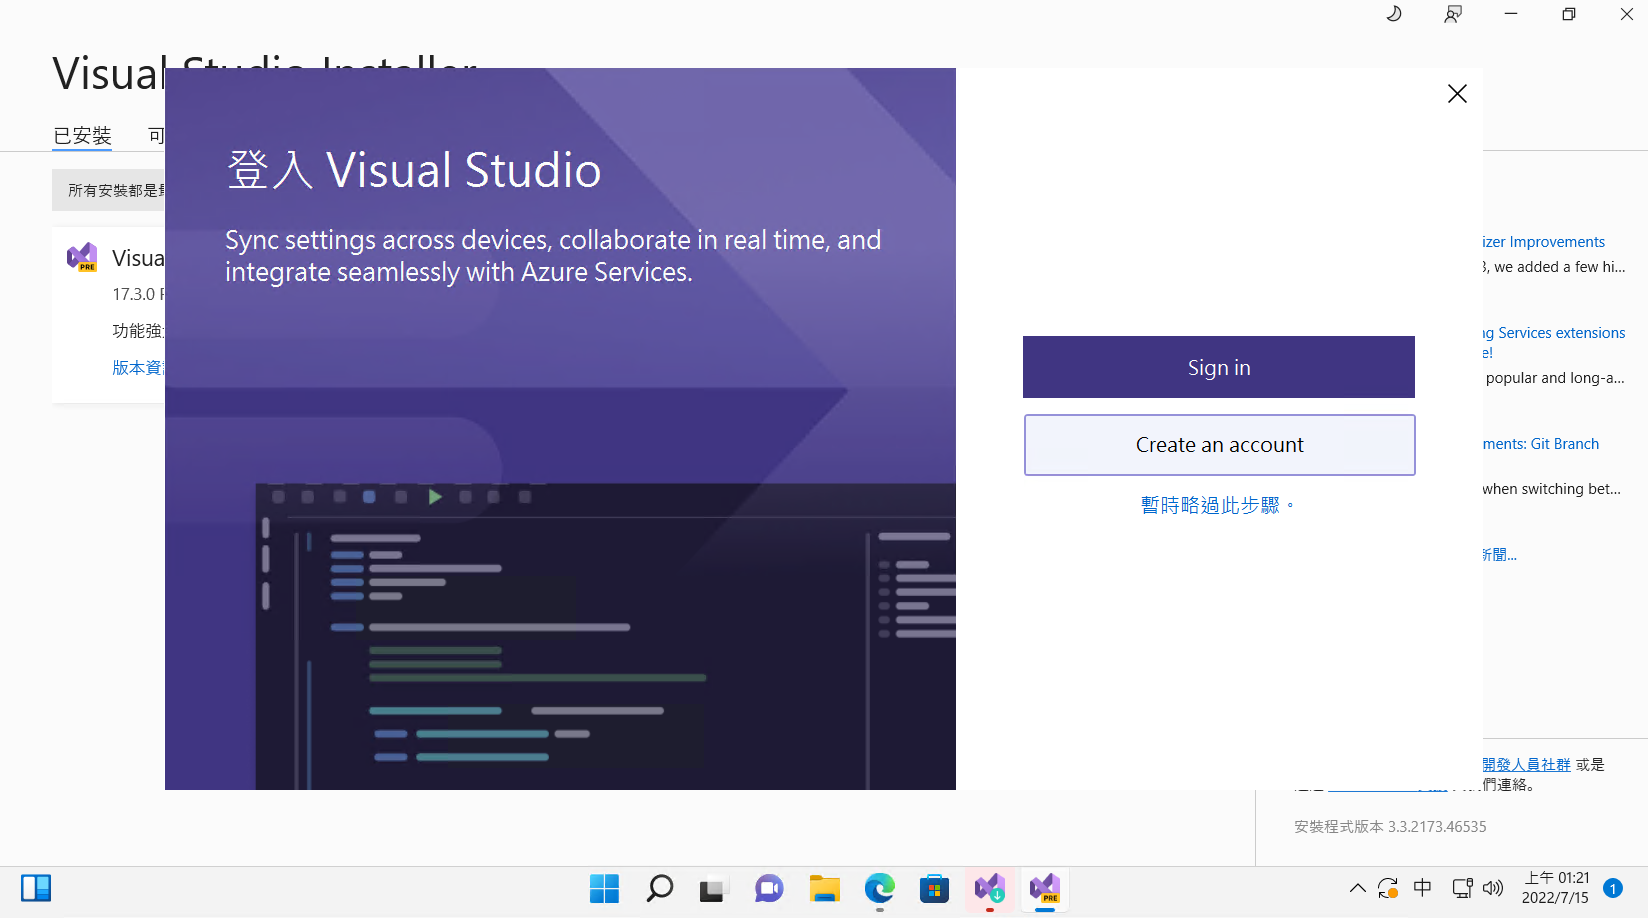 Visual Studio Installer
已安裝
可
所有安裝都是最
PRE
Visua
17.3.0 P
功能強
版本資訊
登入 Visual Studio
Sync settings across devices, collaborate in real time, and
integrate seamlessly with Azure Services.
Sign in
Create an account
暫時略過此步驟。
izer Improvements
3, we added a few hi...
ng Services extensions
e!
popular and long-a...
ments: Git Branch
when switching bet...
新聞...
開發人員社群 或是
們連絡。
安裝程式版本 3.3.2173.46535
PRE
中
上午 01:21
2022/7/15
1